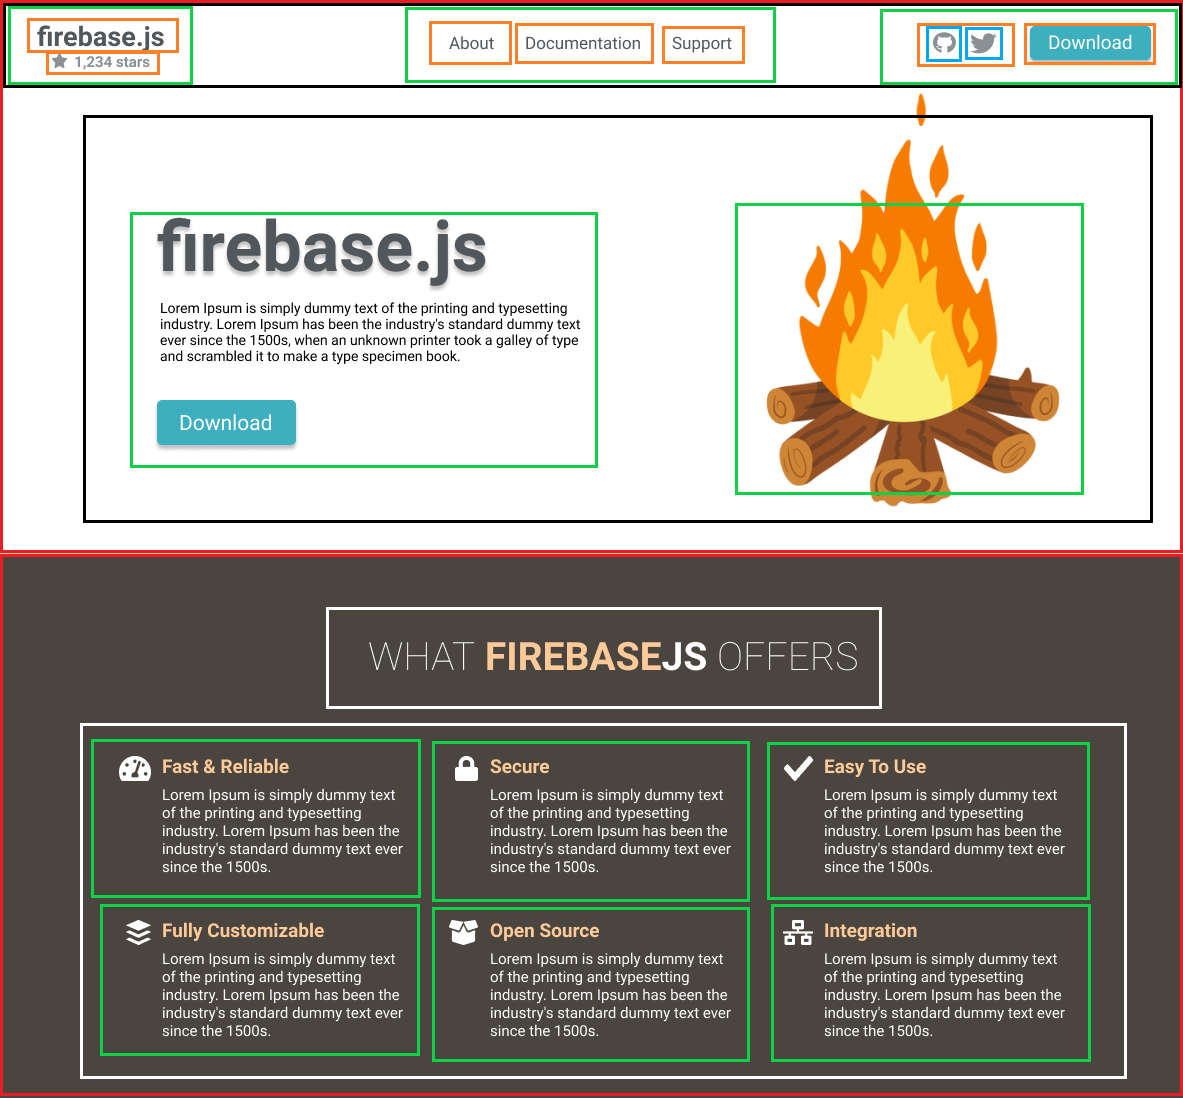 firebase.js
1,234 stars
About
Documentation
Support
Download
firebase.js
Lorem Ipsum is simply dummy text of the printing and typesetting
industry. Lorem Ipsum has been the industry's standard dummy text
ever since the 1500s, when an unknown printer took a galley of type
and scrambled it to make a type specimen book.
Download
WHAT FIREBASEJS OFFERS
Fast & Reliable
Lorem Ipsum is simply dummy text
of the printing and typesetting
industry. Lorem Ipsum has been the
industry's standard dummy text ever
since the 1500s.
Secure
Lorem Ipsum is simply dummy text
of the printing and typesetting
industry. Lorem Ipsum has been the
industry's standard dummy text ever
since the 1500s.
Easy To Use
Lorem Ipsum is simply dummy text
of the printing and typesetting
industry. Lorem Ipsum has been the
industry's standard dummy text ever
since the 1500s.
Fully Customizable
Lorem Ipsum is simply dummy text
of the printing and typesetting
industry. Lorem Ipsum has been the
industry's standard dummy text ever
since the 1500s.
Open Source
Lorem Ipsum is simply dummy text
of the printing and typesetting
industry. Lorem Ipsum has been the
industry's standard dummy text ever
since the 1500s.
Integration
Lorem Ipsum is simply dummy text
of the printing and typesetting
industry. Lorem Ipsum has been the
industry's standard dummy text ever
since the 1500s.